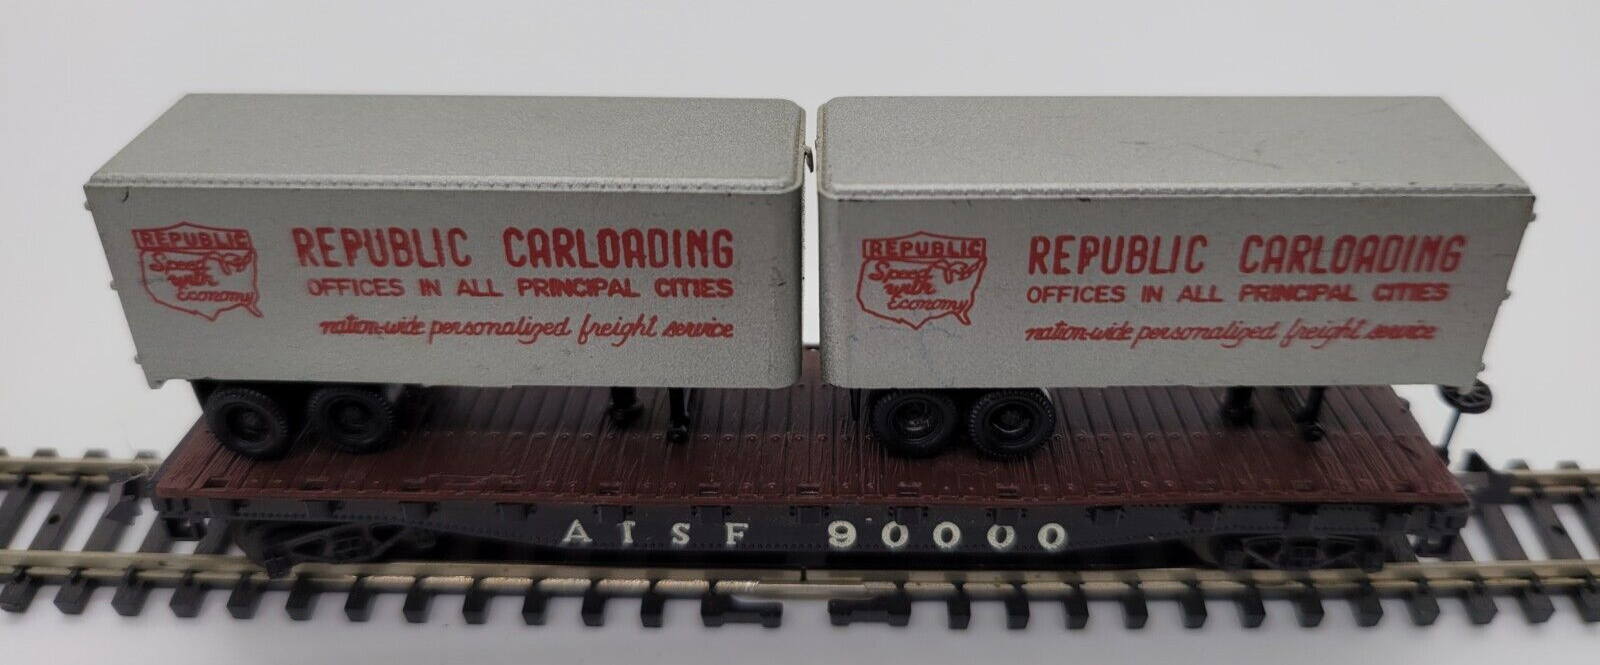 REPUBLIC
Speed
with
Economy
REPUBLIC CARLOADING
OFFICES IN ALL PRINCIPAL CITIES
nation-wide personalized freight service
REPUBLIC
Speed
with
Economy
REPUBLIC CARLOADING
OFFICES IN ALL PRINCIPAL CITIES
nation-wide personalized freight service
ATSF 90000